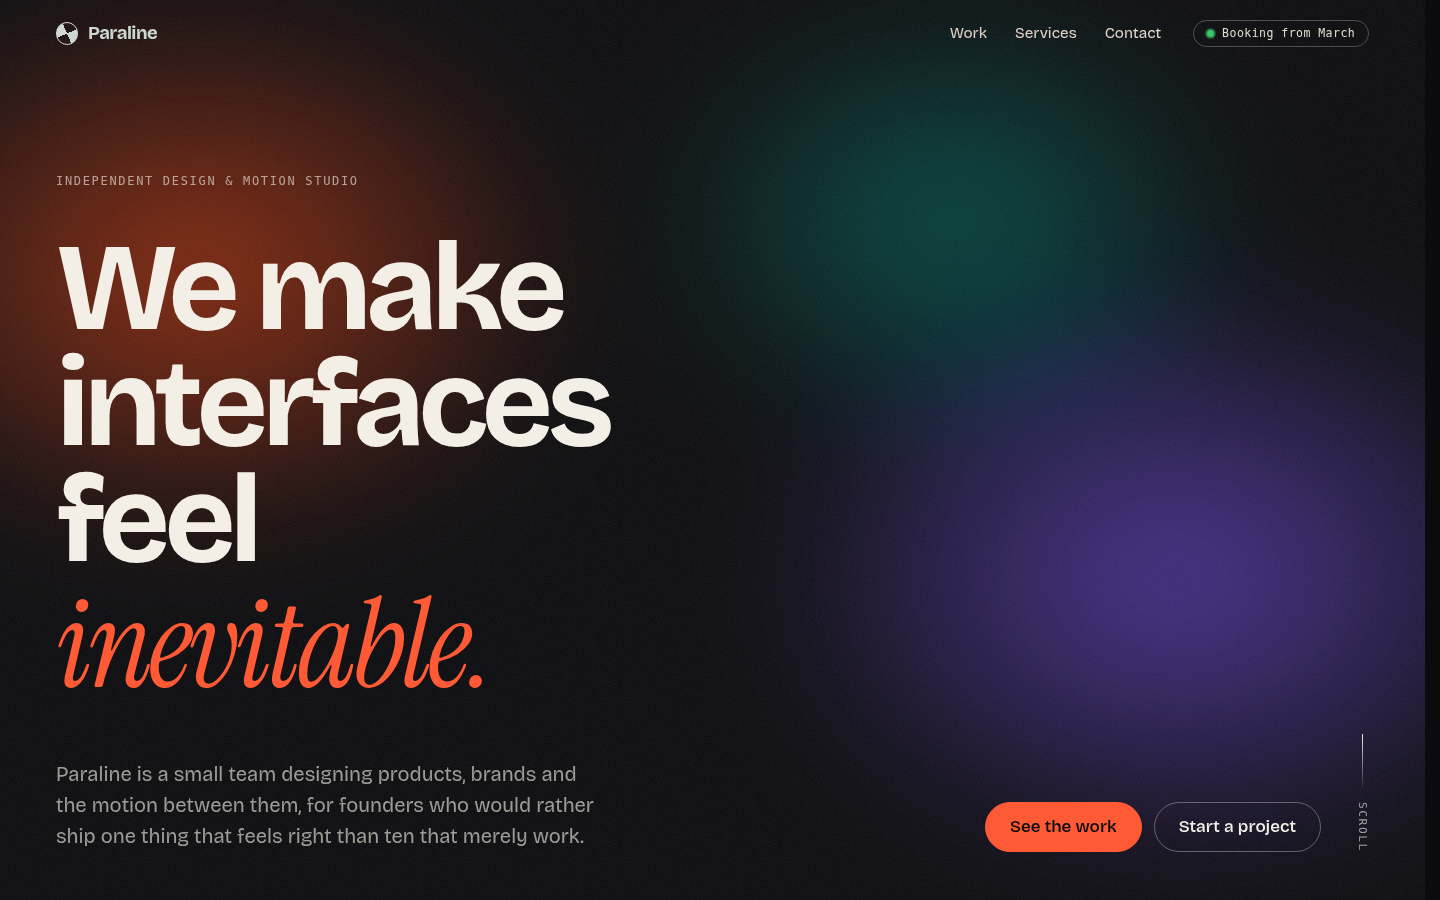 Paraline
Work
Services
Contact
Booking from March
INDEPENDENT DESIGN & MOTION STUDIO
We make
interfaces
feel
inevitable.
Paraline is a small team designing products, brands and
the motion between them, for founders who would rather
ship one thing that feels right than ten that merely work.
See the work
Start a project
SCROLL